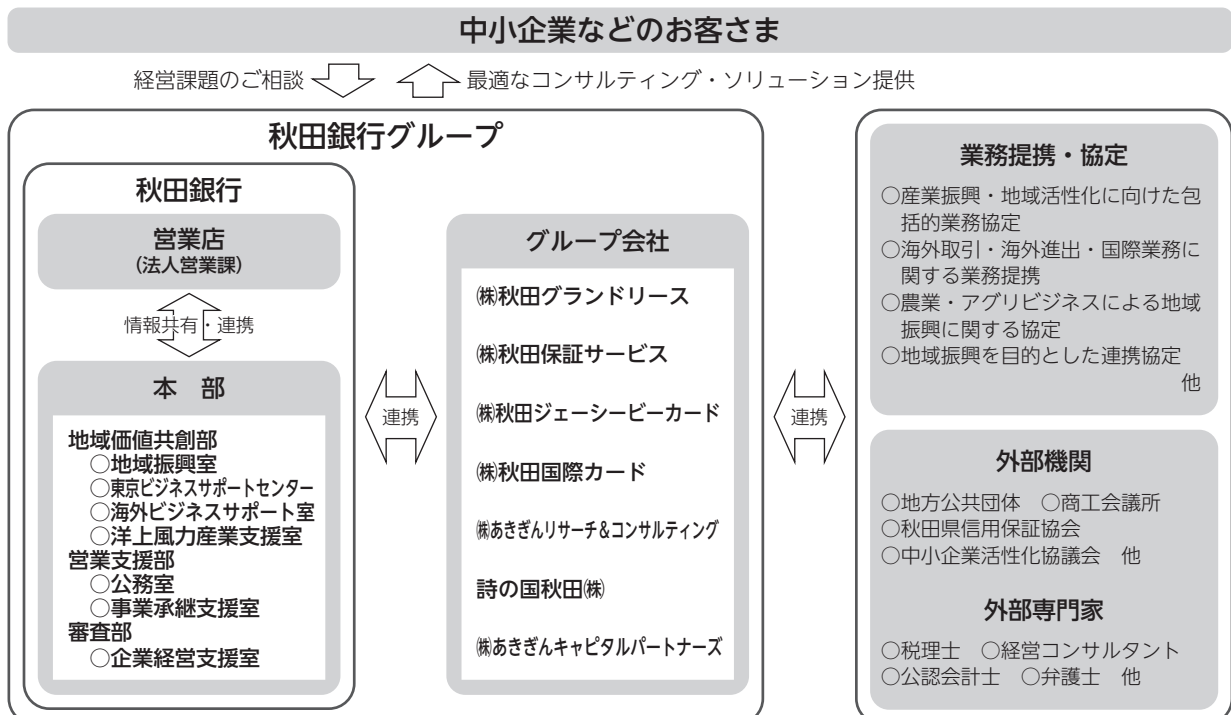 中小企業などのお客さま
経営課題のご相談
最適なコンサルティング・ソリューション提供
秋田銀行グループ
秋田銀行
営業店
(法人営業課)
情報共有・連携
本 部
地域価値共創部
○地域振興室
○東京ビジネスサポートセンター
○海外ビジネスサポート室
○洋上風力産業支援室
営業支援部
○公務室
○事業承継支援室
審査部
○企業経営支援室
連携
グループ会社
㈱秋田グランドリース
㈱秋田保証サービス
㈱秋田ジェーシービーカード
㈱秋田国際カード
㈱あきぎんリサーチ&コンサルティング
詩の国秋田㈱
㈱あきぎんキャピタルパートナーズ
連携
業務提携・協定
○産業振興・地域活性化に向けた包
括的業務協定
○海外取引・海外進出・国際業務に
関する業務提携
○農業・アグリビジネスによる地域
振興に関する協定
○地域振興を目的とした連携協定
他
外部機関
○地方公共団体 ○商工会議所
○秋田県信用保証協会
○中小企業活性化協議会 他
外部専門家
○税理士 ○経営コンサルタント
○公認会計士 ○弁護士 他